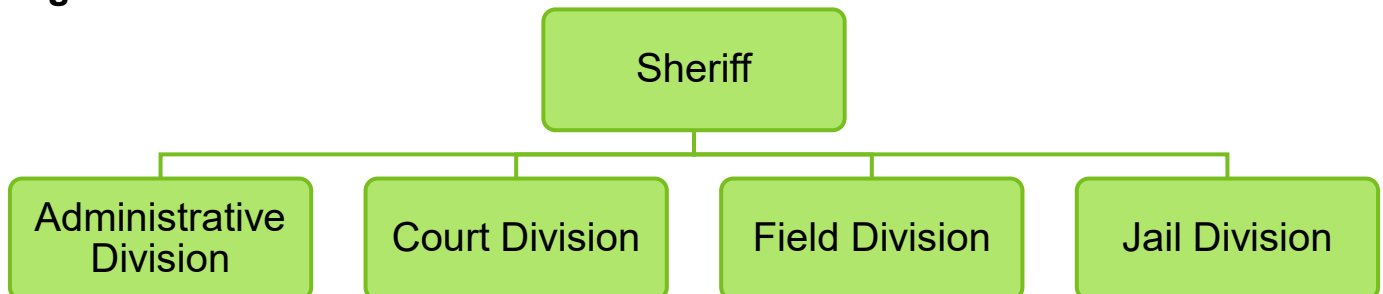 Sheriff
Administrative
Division
Court Division
Field Division
Jail Division